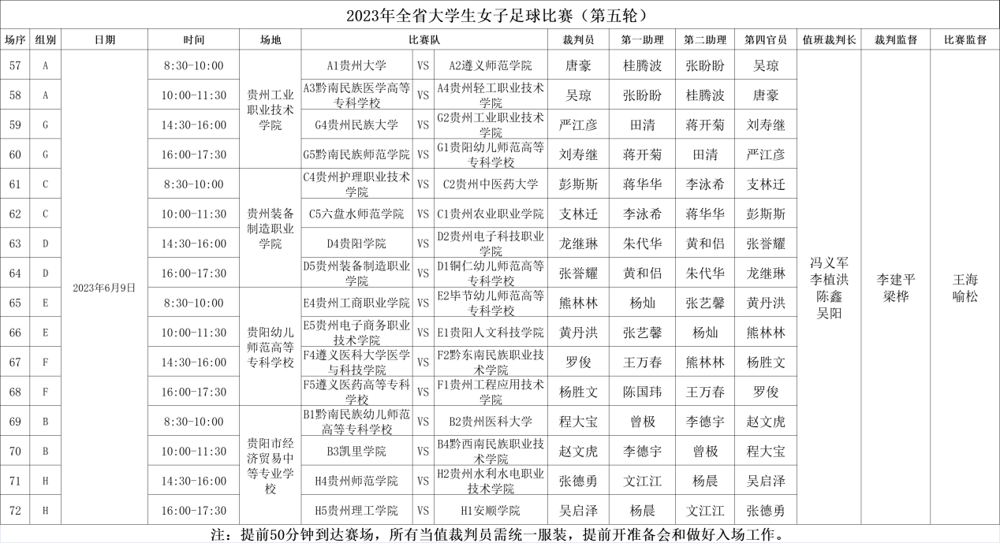 2023年全省大学生女子足球比赛（第五轮）
场序 组别 日期 时间 场地 比赛队 裁判员 第一助理 第二助理 第四官员 值班裁判长 裁判监督 比赛监督
57 A 8:30-10:00 A1贵州大学 VS A2遵义师范学院 唐豪 桂腾波 张盼盼 吴琼
58 A 10:00-11:30 A3黔南民族医学高等专科学校 VS A4贵州轻工职业技术学院 吴琼 张盼盼 桂腾波 唐豪
贵州工业
职业技术
学院
59 G 14:30-16:00 G4贵州民族大学 VS G2贵州工业职业技术学院 严江彦 田清 蒋开菊 刘寿继
60 G 16:00-17:30 G5黔南民族师范学院 VS G1贵阳幼儿师范高等专科学校 刘寿继 蒋开菊 田清 严江彦
61 C 8:30-10:00 C4贵州护理职业技术学院 VS C2贵州中医药大学 彭斯斯 蒋华华 李泳希 支林迁
62 C 10:00-11:30 C5六盘水师范学院 VS C1贵州农业职业学院 支林迁 李泳希 蒋华华 彭斯斯
贵州装备
制造职业
学院
63 D 14:30-16:00 D4贵阳学院 VS D2贵州电子科技职业学院 龙继琳 朱代华 黄和侣 张誉耀
64 D 16:00-17:30 D5贵州装备制造职业学院 VS D1铜仁幼儿师范高等专科学校 张誉耀 黄和侣 朱代华 龙继琳
2023年6月9日
冯义军
李植洪
陈鑫
吴阳
李建平
梁桦
王海
喻松
65 E 8:30-10:00 E4贵州工商职业学院 VS E2毕节幼儿师范高等专科学校 熊林林 杨灿 张艺馨 黄丹洪
66 E 10:00-11:30 E5贵州电子商务职业技术学院 VS E1贵阳人文科技学院 黄丹洪 张艺馨 杨灿 熊林林
贵阳幼儿
师范高等
专科学校
67 F 14:30-16:00 F4遵义医科大学医学与科技学院 VS F2黔东南民族职业技术学院 罗俊 王万春 熊林林 杨胜文
68 F 16:00-17:30 F5遵义医药高等专科学校 VS F1贵州工程应用技术学院 杨胜文 陈国玮 王万春 罗俊
69 B 8:30-10:00 B1黔南民族幼儿师范高等专科学校 VS B2贵州医科大学 程大宝 曾极 李德宇 赵文虎
70 B 10:00-11:30 B3凯里学院 VS B4黔西南民族职业技术学院 赵文虎 李德宇 曾极 程大宝
贵阳市经
济贸易中
等专业学
校
71 H 14:30-16:00 H4贵州师范学院 VS H2贵州水利水电职业技术学院 张德勇 文江江 杨晨 吴启泽
72 H 16:00-17:30 H5贵州理工学院 VS H1安顺学院 吴启泽 杨晨 文江江 张德勇
注：提前50分钟到达赛场，所有当值裁判员需统一服装，提前开准备会和做好入场工作。